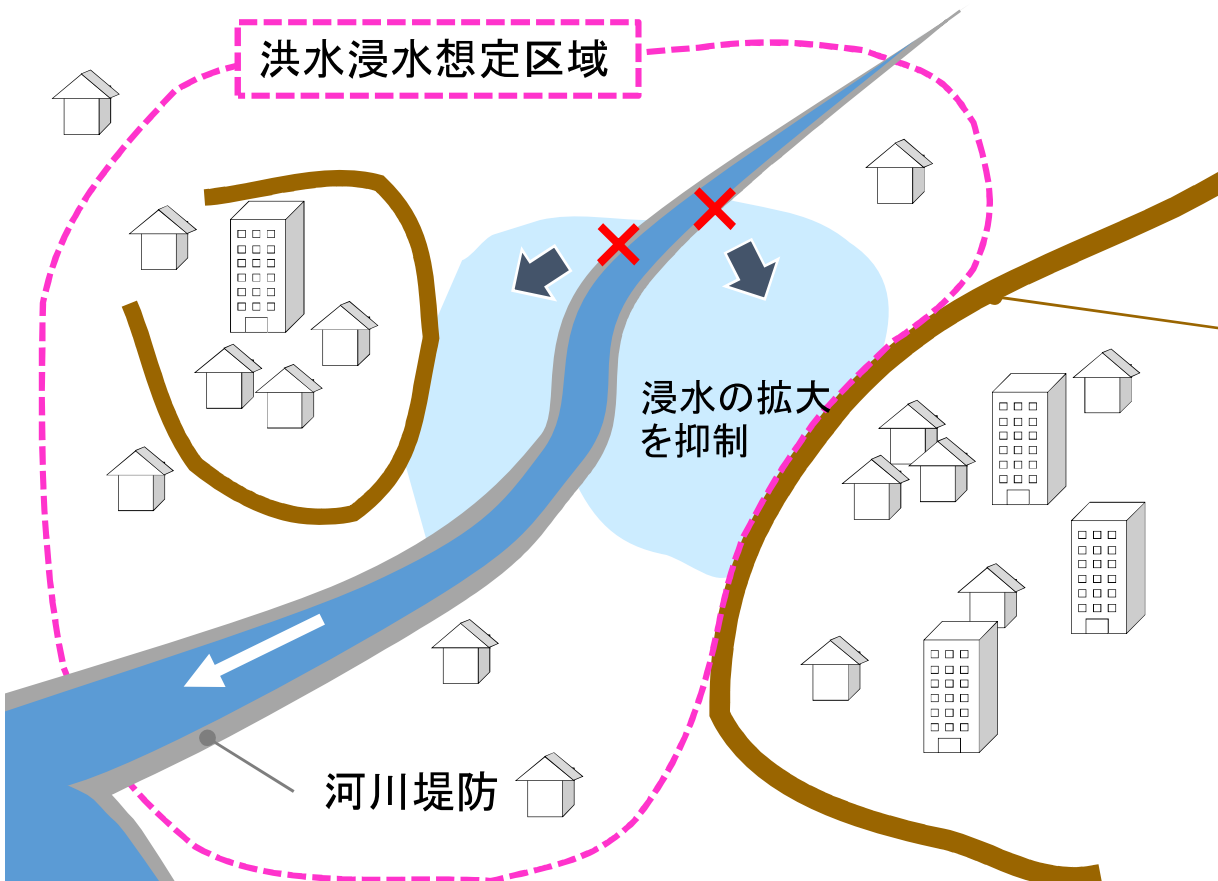 洪水浸水想定区域
浸水の拡大
を抑制
河川堤防